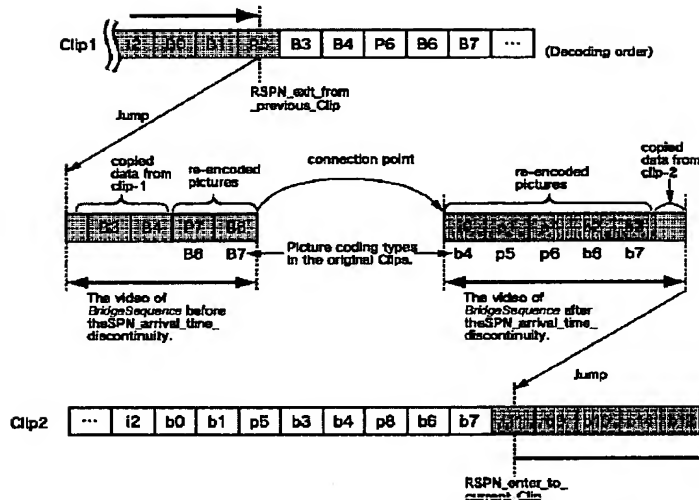 Clip1 i2 B0 B1 P5 B3 B4 P6 B6 B7 ... (Decoding order)
RSPN_exit_from
_previous_Clip
Jump
copied
data from
clip-1
re-encoded
pictures
connection point
re-encoded
pictures
copied
data from
clip-2
B3 B4 P7
B8 B7
Picture coding types
in the original Clips.
b4 p5 p6 b8 b7
The video of
BridgeSequence before
theSPN_arrival_time_
discontinuity.
The video of
BridgeSequence after
theSPN_arrival_time_
discontinuity.
Jump
Clip2 ... i2 b0 b1 p5 b3 b4 p8 b6 b7
RSPN_enter_to_
current_Clip